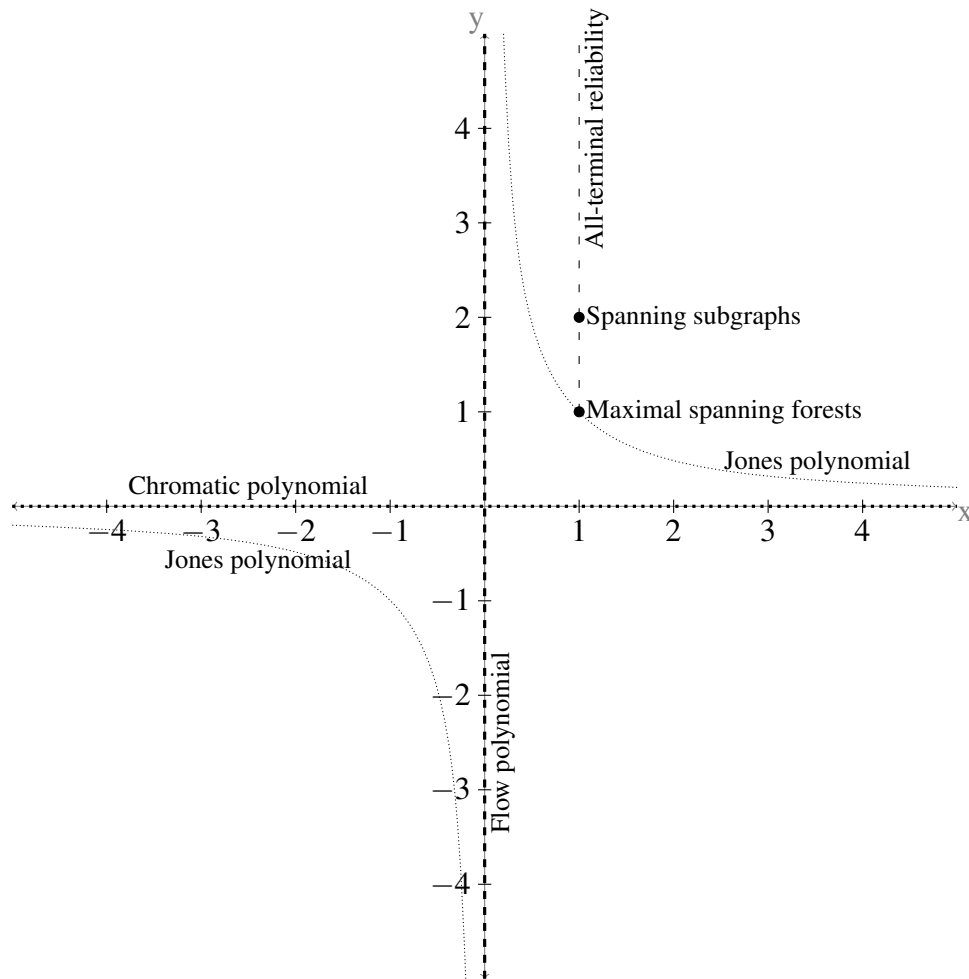 y
All-terminal reliability
4
3
2
Spanning subgraphs
1
Maximal spanning forests
Jones polynomial
Chromatic polynomial
x
−4 −3 −2 −1 1 2 3 4
Jones polynomial
−1
Flow polynomial
−2
−3
−4